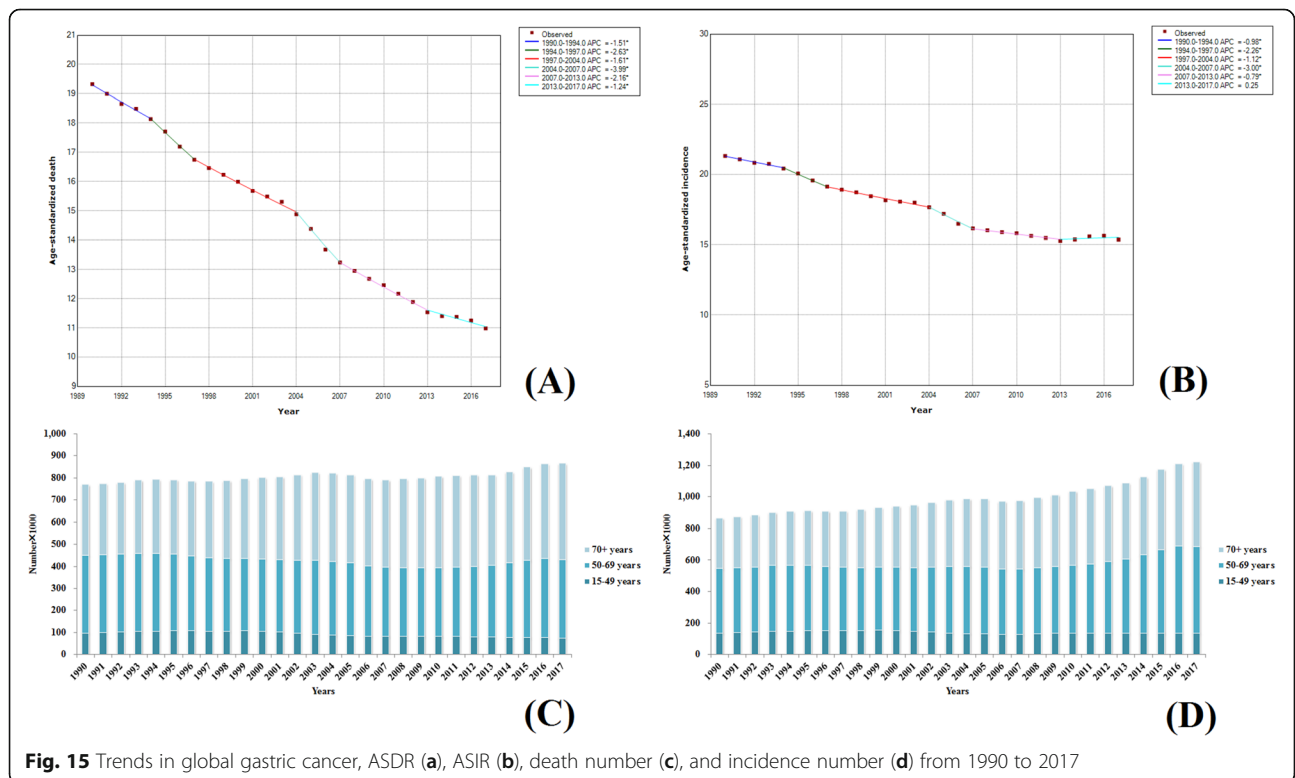 21
20
19
18
17
16
15
14
13
12
11
10
9
Age-standardized death
1989 1992 1995 1998 2001 2004 2007 2010 2013 2016
Year
Observed
1990.0-1994.0 APC = -1.51*
1994.0-1997.0 APC = -2.63*
1997.0-2004.0 APC = -1.61*
2004.0-2007.0 APC = -3.99*
2007.0-2013.0 APC = -2.16*
2013.0-2017.0 APC = -1.24*
(A)
30
25
20
15
10
5
Age-standardized incidence
1989 1992 1995 1998 2001 2004 2007 2010 2013 2016
Year
Observed
1990.0-1994.0 APC = -0.98*
1994.0-1997.0 APC = -2.26*
1997.0-2004.0 APC = -1.12*
2004.0-2007.0 APC = -3.00*
2007.0-2013.0 APC = -0.79*
2013.0-2017.0 APC = 0.25
(B)
1,000
900
800
700
600
500
400
300
200
100
0
Number×1000
1990 1991 1992 1993 1994 1995 1996 1997 1998 1999 2000 2001 2002 2003 2004 2005 2006 2007 2008 2009 2010 2011 2012 2013 2014 2015 2016 2017
Years
70+ years
50-69 years
15-49 years
(C)
1,400
1,200
1,000
800
600
400
200
0
Number×1000
1990 1991 1992 1993 1994 1995 1996 1997 1998 1999 2000 2001 2002 2003 2004 2005 2006 2007 2008 2009 2010 2011 2012 2013 2014 2015 2016 2017
Years
70+ years
50-69 years
15-49 years
(D)
Fig. 15 Trends in global gastric cancer, ASDR (a), ASIR (b), death number (c), and incidence number (d) from 1990 to 2017